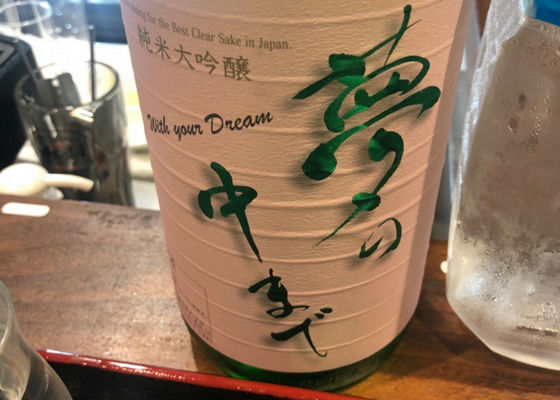 ing for the Best Clear Sake in Japan.
純米大吟醸
With your Dream
夢の
中
まで